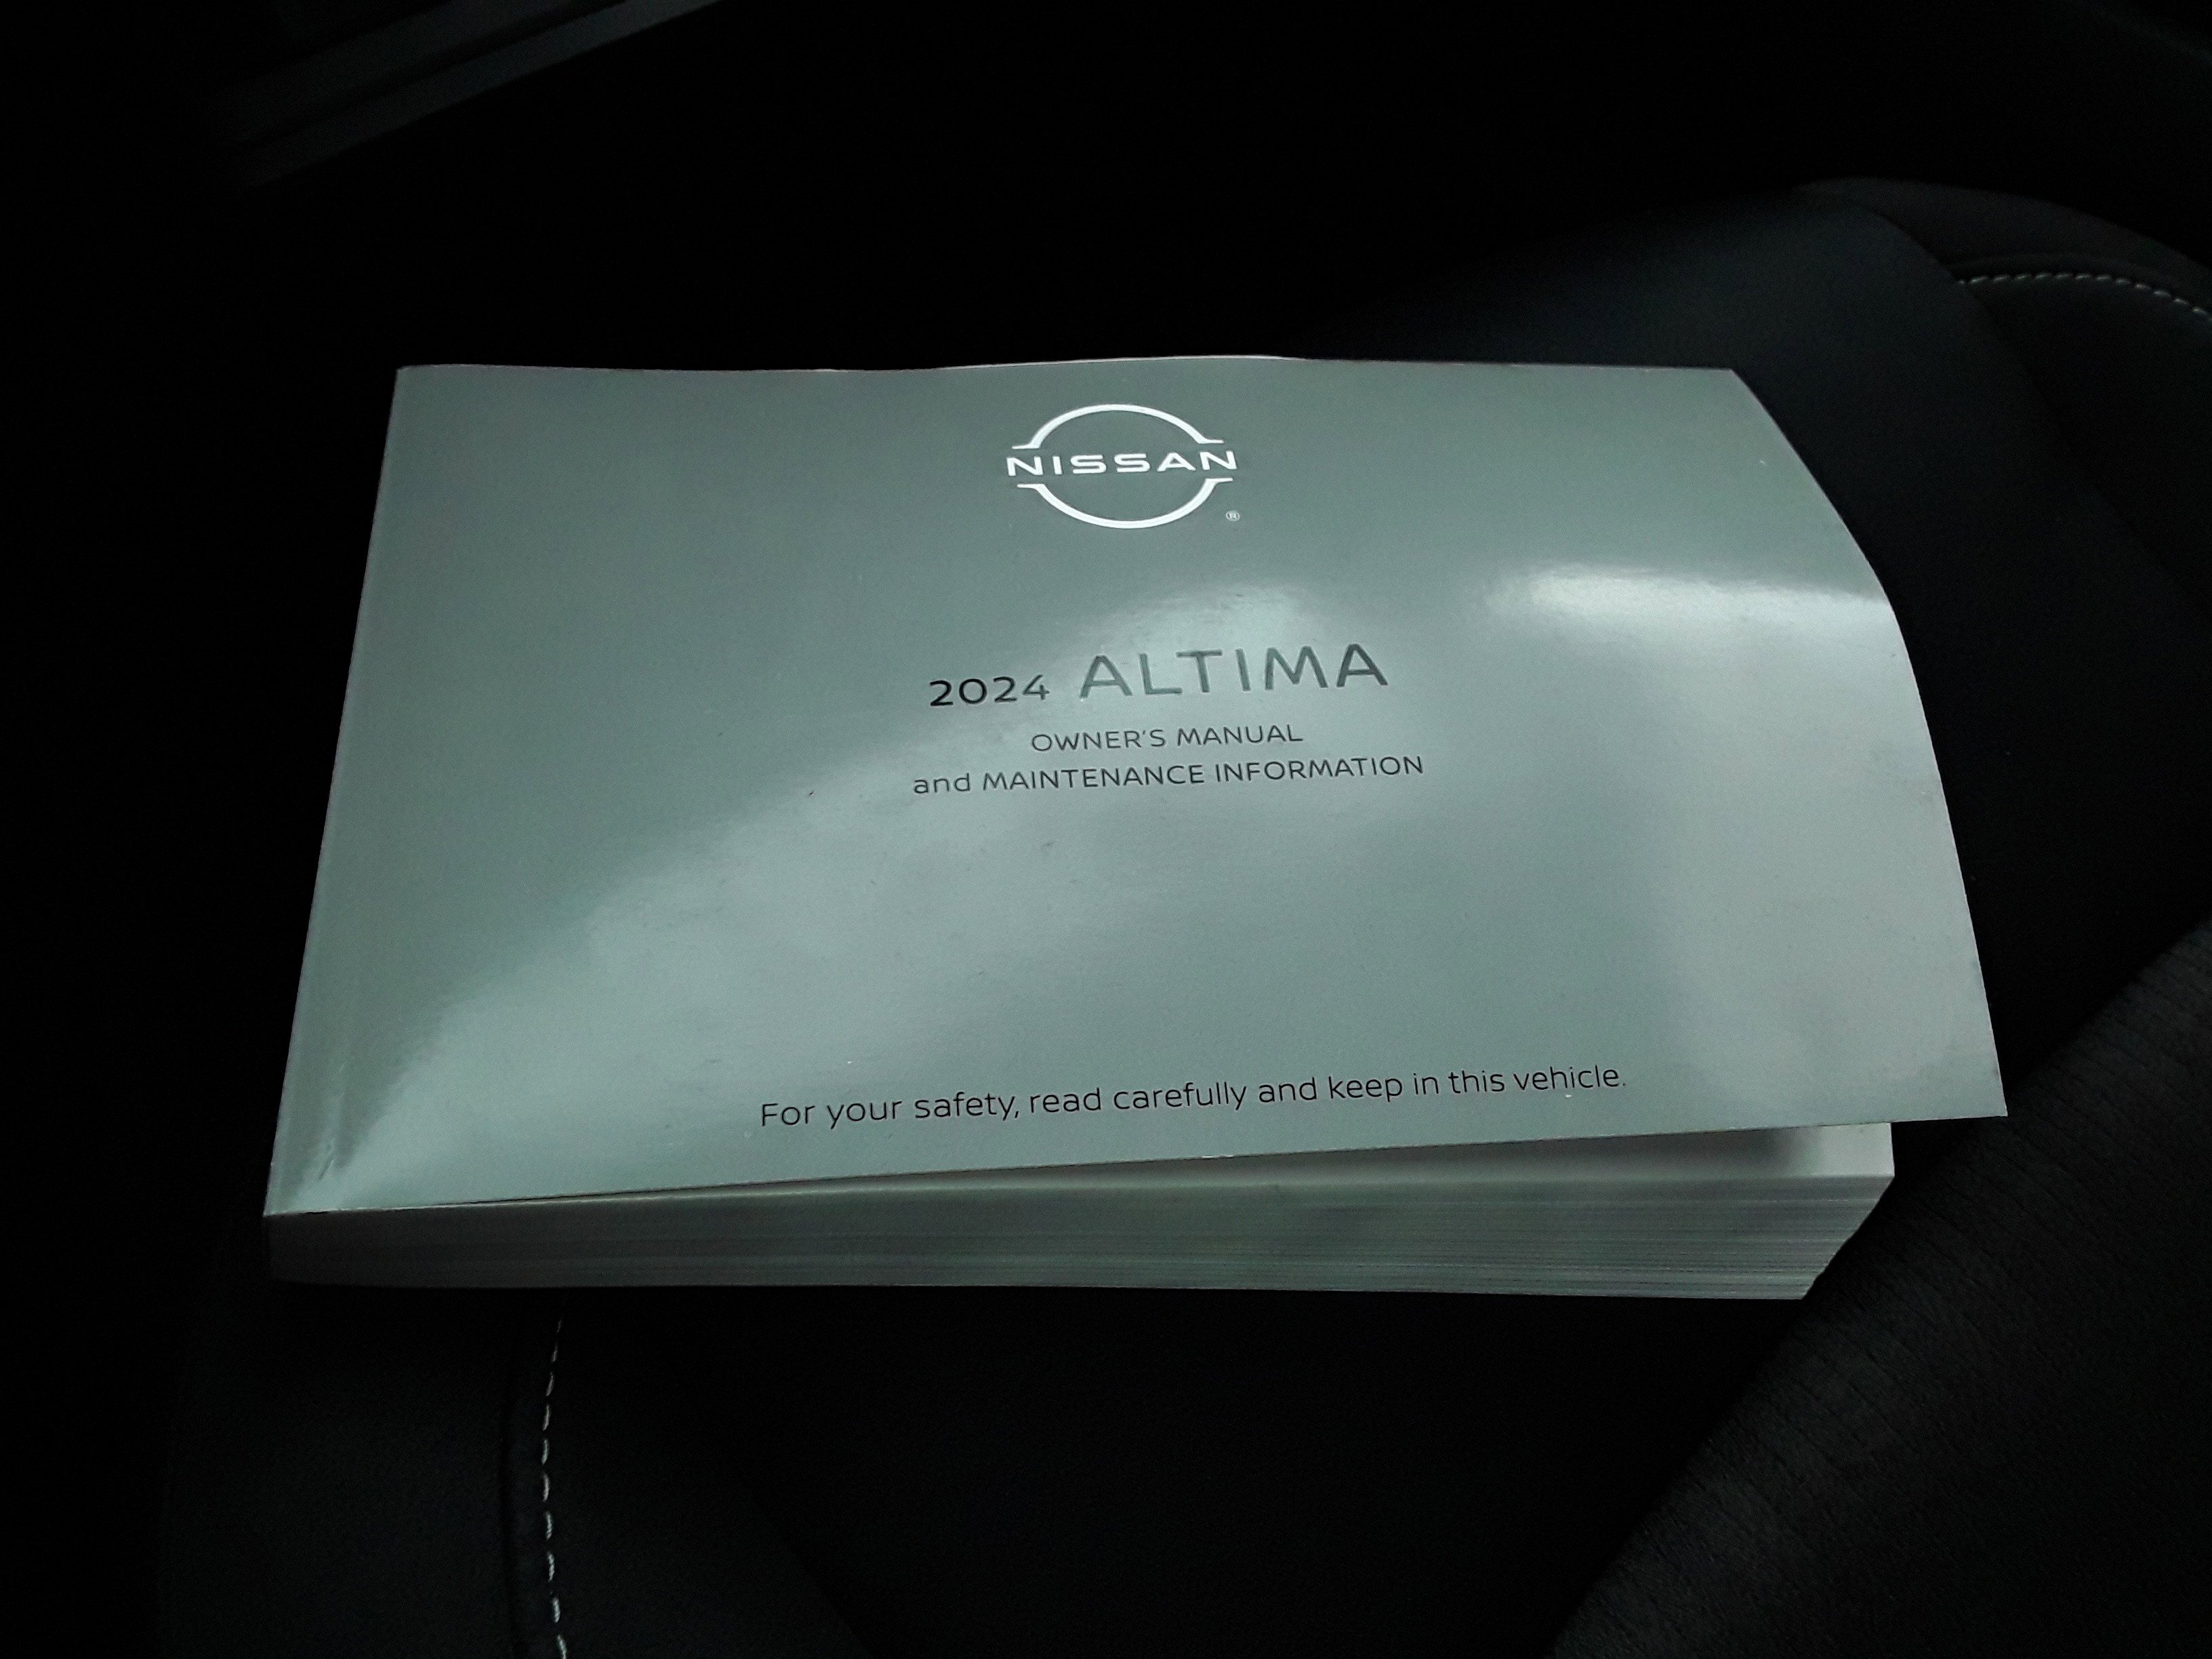 NISSAN
®
2024 ALTIMA
OWNER'S MANUAL
and MAINTENANCE INFORMATION
For your safety, read carefully and keep in this vehicle.